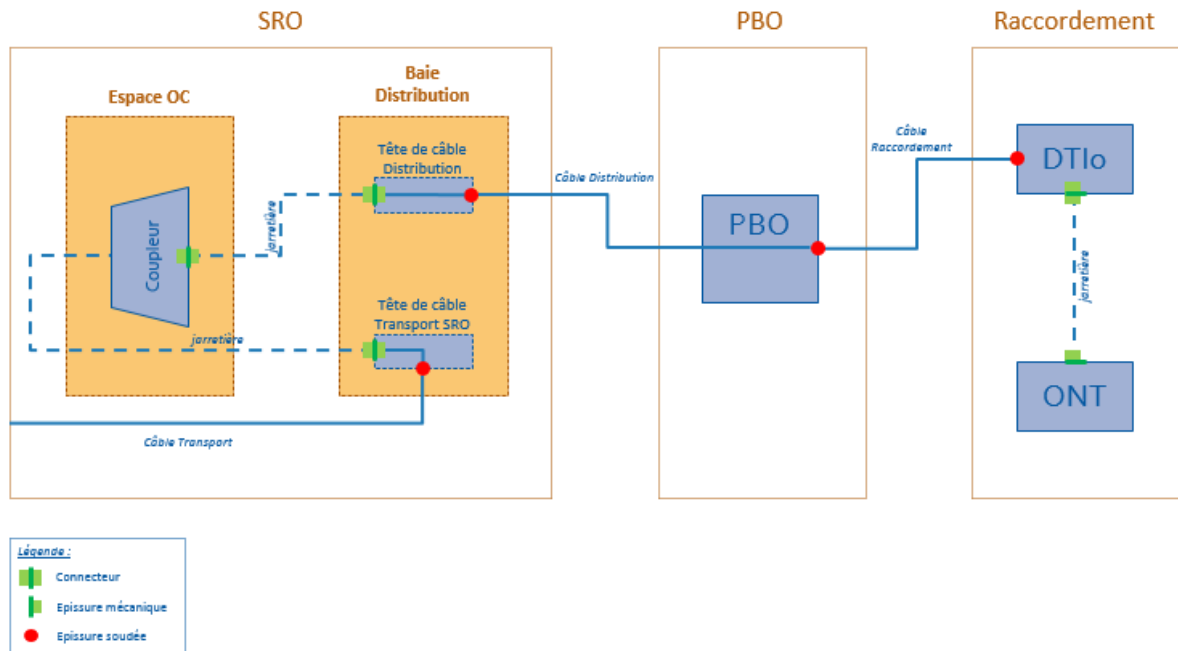 SRO
PBO
Raccordement
Espace OC
Baie
Distribution
Tête de câble
Distribution
Coupleur
jarretière
jarretière
Tête de câble
Transport SRO
Câble Transport
Câble Distribution
PBO
Câble
Raccordement
DTIo
jarretière
ONT
Légende :
Connecteur
Epissure mécanique
Epissure soudée